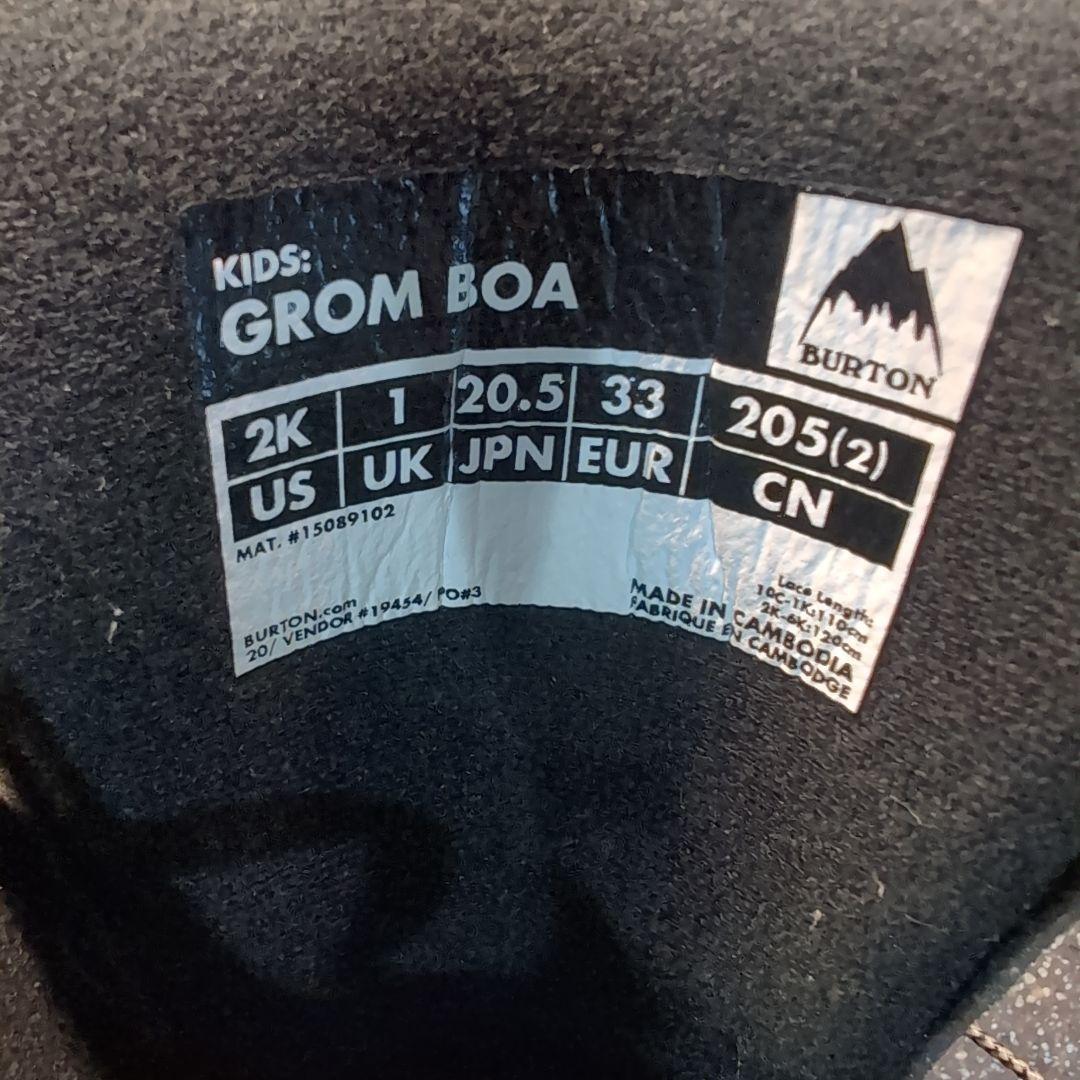 KIDS:
GROM BOA
BURTON
2K 1 20.5 33 205(2)
US UK JPN EUR CN
MAT. #15089102
BURTON.com
20/ VENDOR #19454/ PO#3
Lace Length:
10C-1K:110cm
2K-6K:120cm
MADE IN CAMBODIA
FABRIQUE EN CAMBODGE